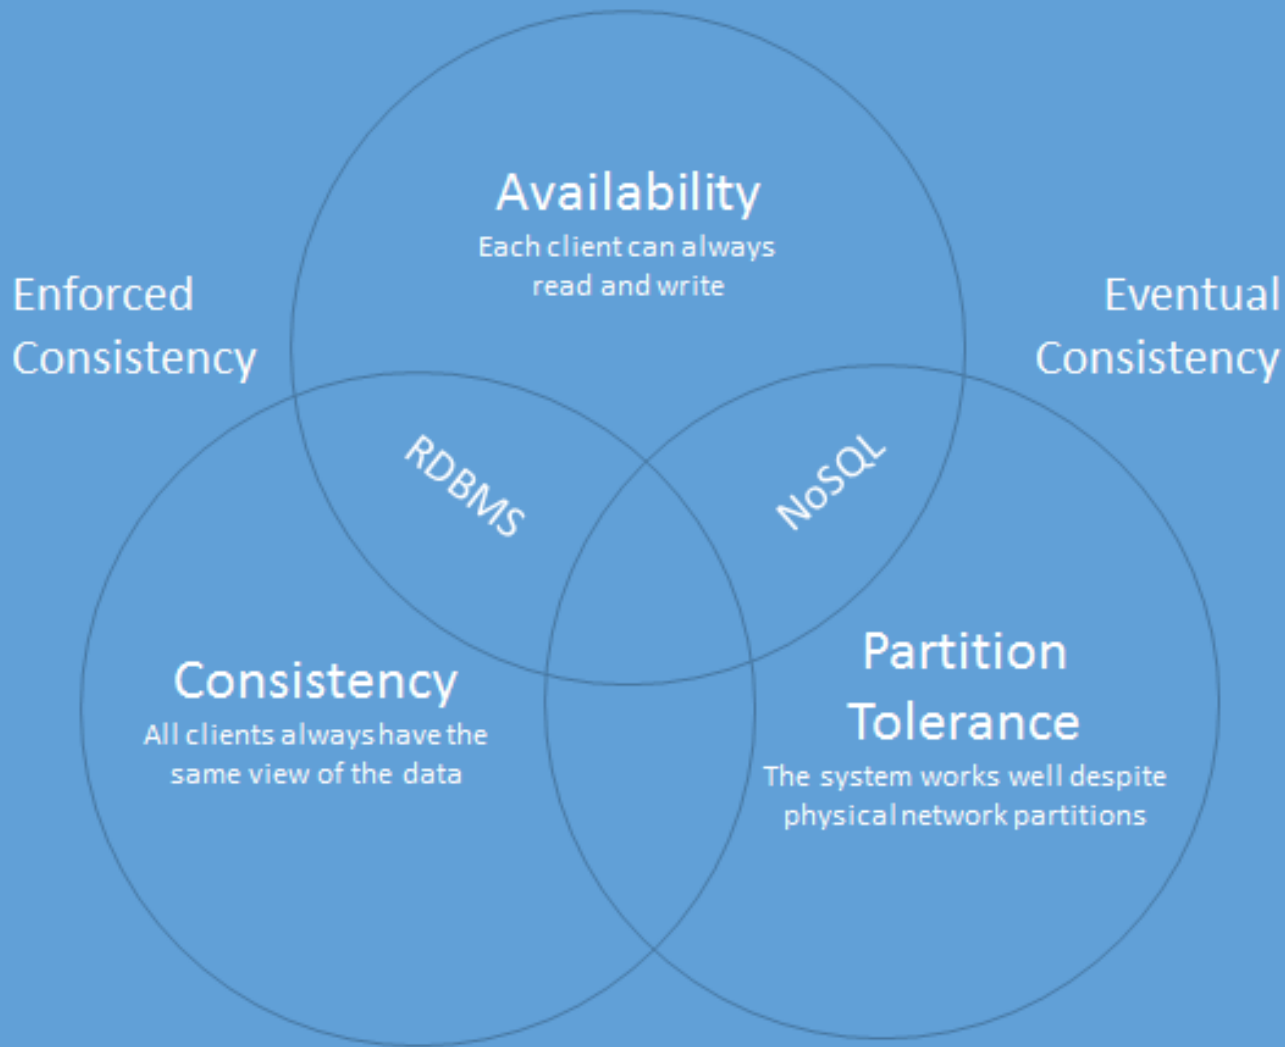 Availability
Each client can always
read and write
Enforced
Consistency
Eventual
Consistency
RDBMS
NoSQL
Consistency
All clients always have the
same view of the data
Partition
Tolerance
The system works well despite
physical network partitions